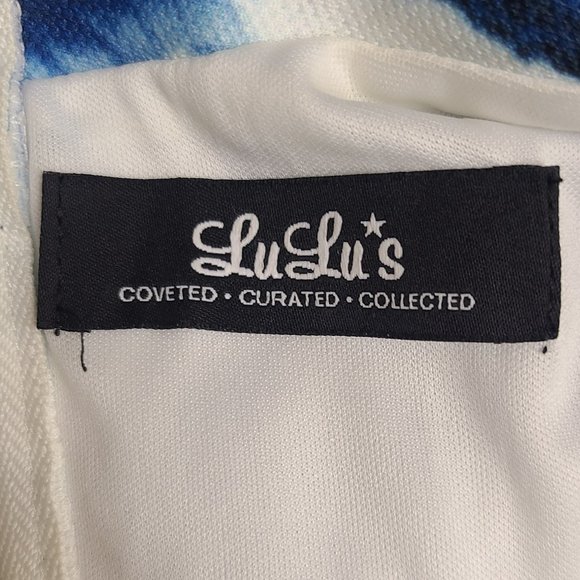 LuLu's
COVETED • CURATED • COLLECTED